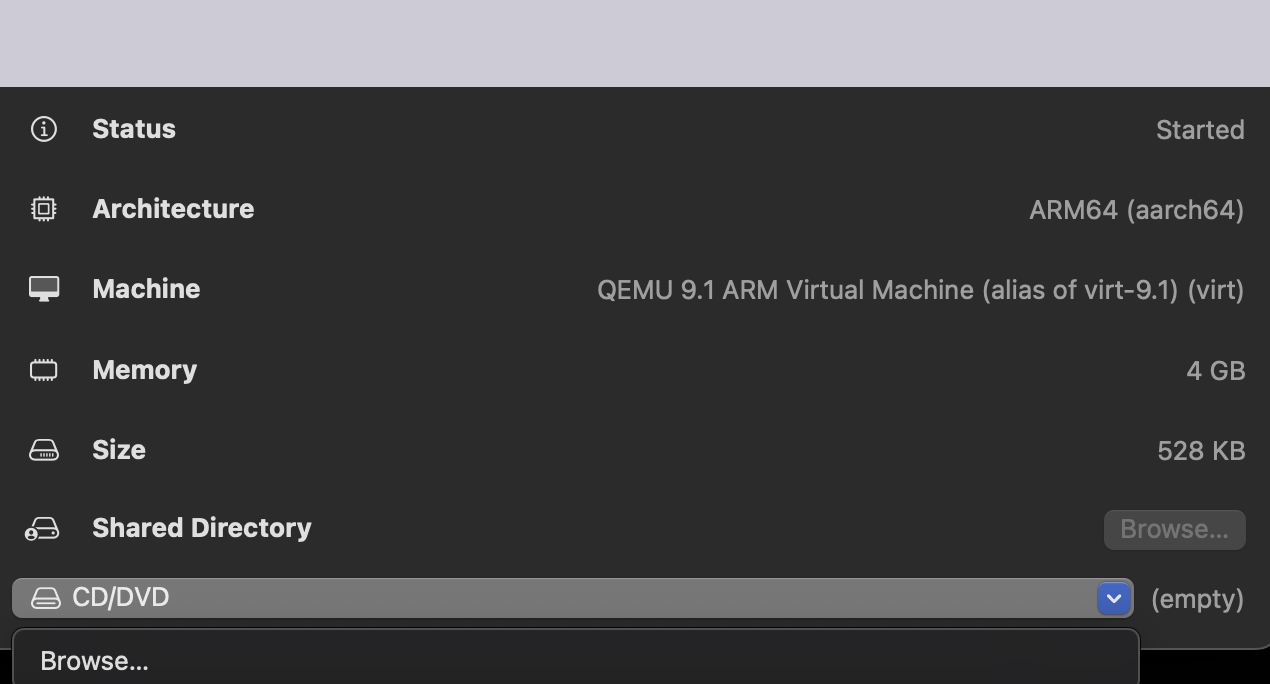 Status Started
Architecture ARM64 (aarch64)
Machine QEMU 9.1 ARM Virtual Machine (alias of virt-9.1) (virt)
Memory 4 GB
Size 528 KB
Shared Directory Browse...
CD/DVD (empty)
Browse...